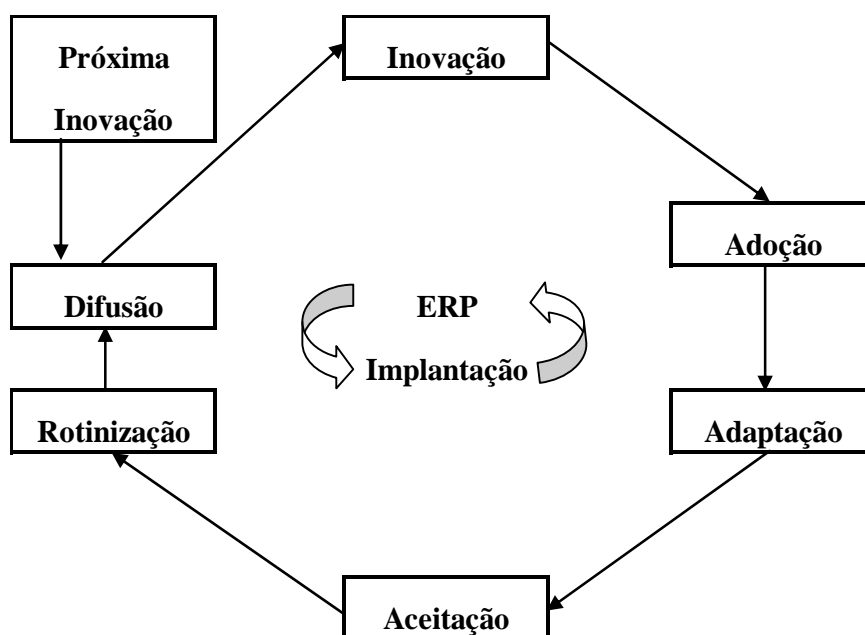 Próxima
Inovação
Inovação
Adoção
Difusão
ERP
Implantação
Rotinização
Adaptação
Aceitação